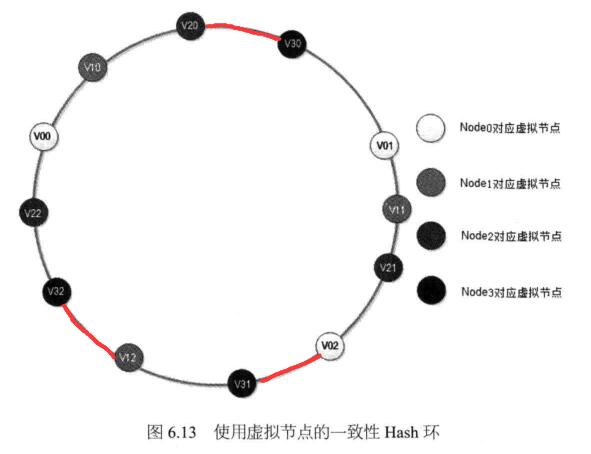 V20
V30
V10
V00
V01
Node0对应虚拟节点
V11
Node1对应虚拟节点
V22
Node2对应虚拟节点
V21
V32
Node3对应虚拟节点
V02
V12
V31
图 6.13 使用虚拟节点的一致性 Hash 环